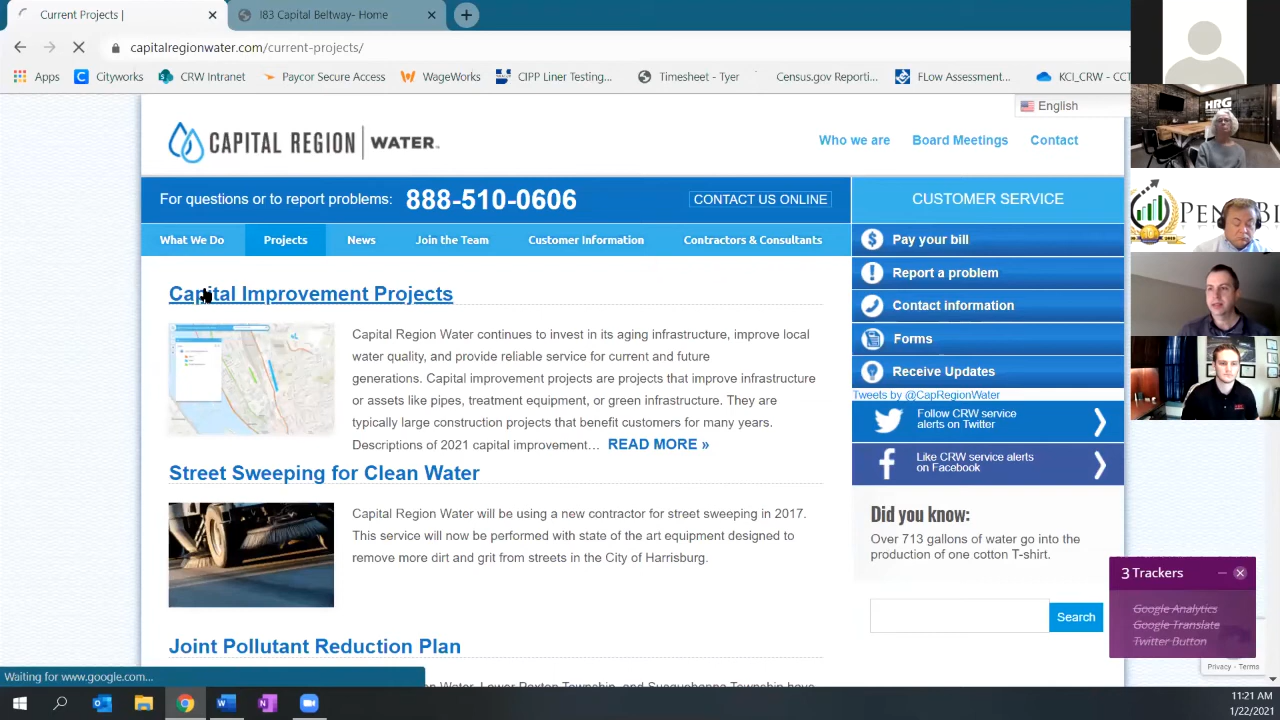 Current Projects |
I83 Capital Beltway- Home
capitalregionwater.com/current-projects/
Apps
Cityworks
CRW Intranet
Paycor Secure Access
WageWorks
CIPP Liner Testing...
Timesheet - Tyer
Census.gov Reporti...
FLow Assessment...
KCI_CRW - CCT
English
CAPITAL REGION | WATER
Who we are
Board Meetings
Contact
For questions or to report problems: 888-510-0606
CONTACT US ONLINE
CUSTOMER SERVICE
What We Do
Projects
News
Join the Team
Customer Information
Contractors & Consultants
Pay your bill
Report a problem
Contact information
Forms
Receive Updates
Tweets by @CapRegionWater
Follow CRW service
alerts on Twitter
Like CRW service alerts
on Facebook
Did you know:
Over 713 gallons of water go into the
production of one cotton T-shirt.
Search
Capital Improvement Projects
Capital Region Water continues to invest in its aging infrastructure, improve local
water quality, and provide reliable service for current and future
generations. Capital improvement projects are projects that improve infrastructure
or assets like pipes, treatment equipment, or green infrastructure. They are
typically large construction projects that benefit customers for many years.
Descriptions of 2021 capital improvement… READ MORE »
Street Sweeping for Clean Water
Capital Region Water will be using a new contractor for street sweeping in 2017.
This service will now be performed with state of the art equipment designed to
remove more dirt and grit from streets in the City of Harrisburg.
Joint Pollutant Reduction Plan
3 Trackers
Google Analytics
Google Translate
Twitter Button
Privacy - Terms
Waiting for www.google.com...
11:21 AM
1/22/2021
HRG